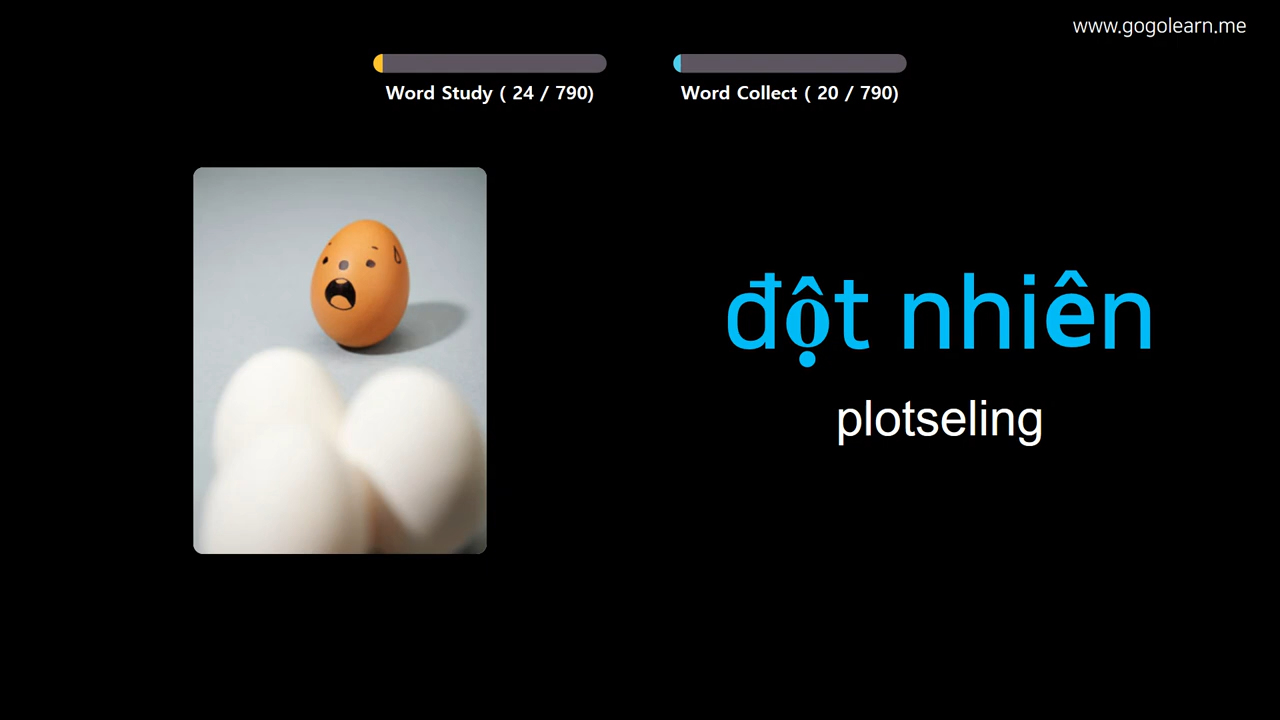 www.gogolearn.me
Word Study ( 24 / 790)
Word Collect ( 20 / 790)
đột nhiên
plotseling